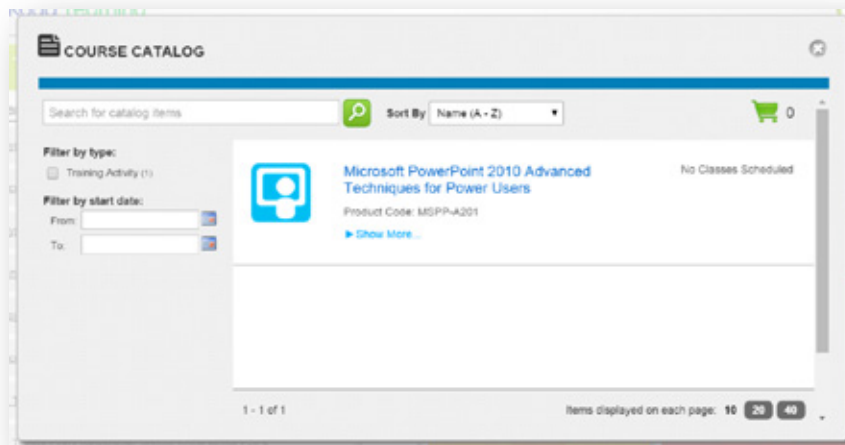 COURSE CATALOG
Search for catalog items
Sort By Name (A - Z)
0
Filter by type:
Training Activity (1)
Filter by start date:
From:
To:
Microsoft PowerPoint 2010 Advanced
Techniques for Power Users
No Classes Scheduled
Product Code: MSPP-A201
Show More...
1 - 1 of 1
Items displayed on each page: 10 20 40